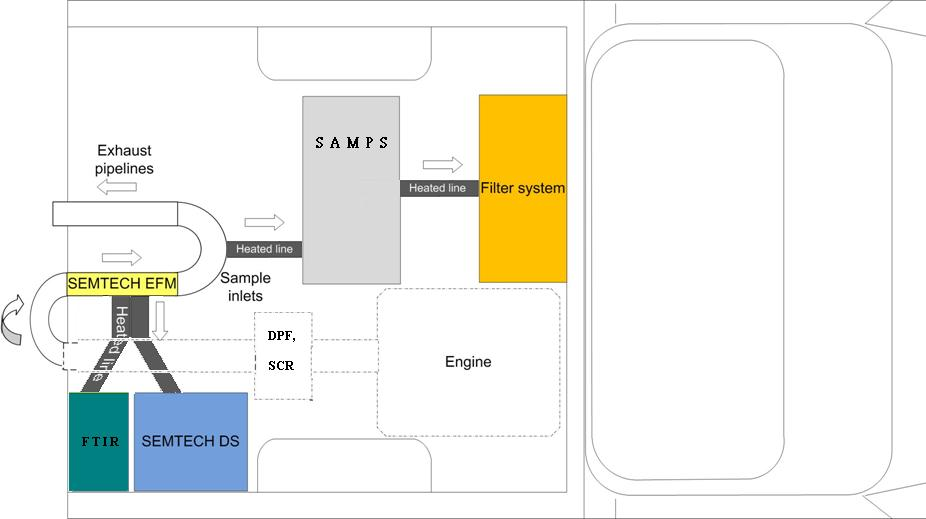 S A M P S
Exhaust
pipelines
Heated line
Filter system
Heated line
Sample
inlets
SEMTECH EFM
Heated line
DPF,
SCR
Engine
FTIR
SEMTECH DS